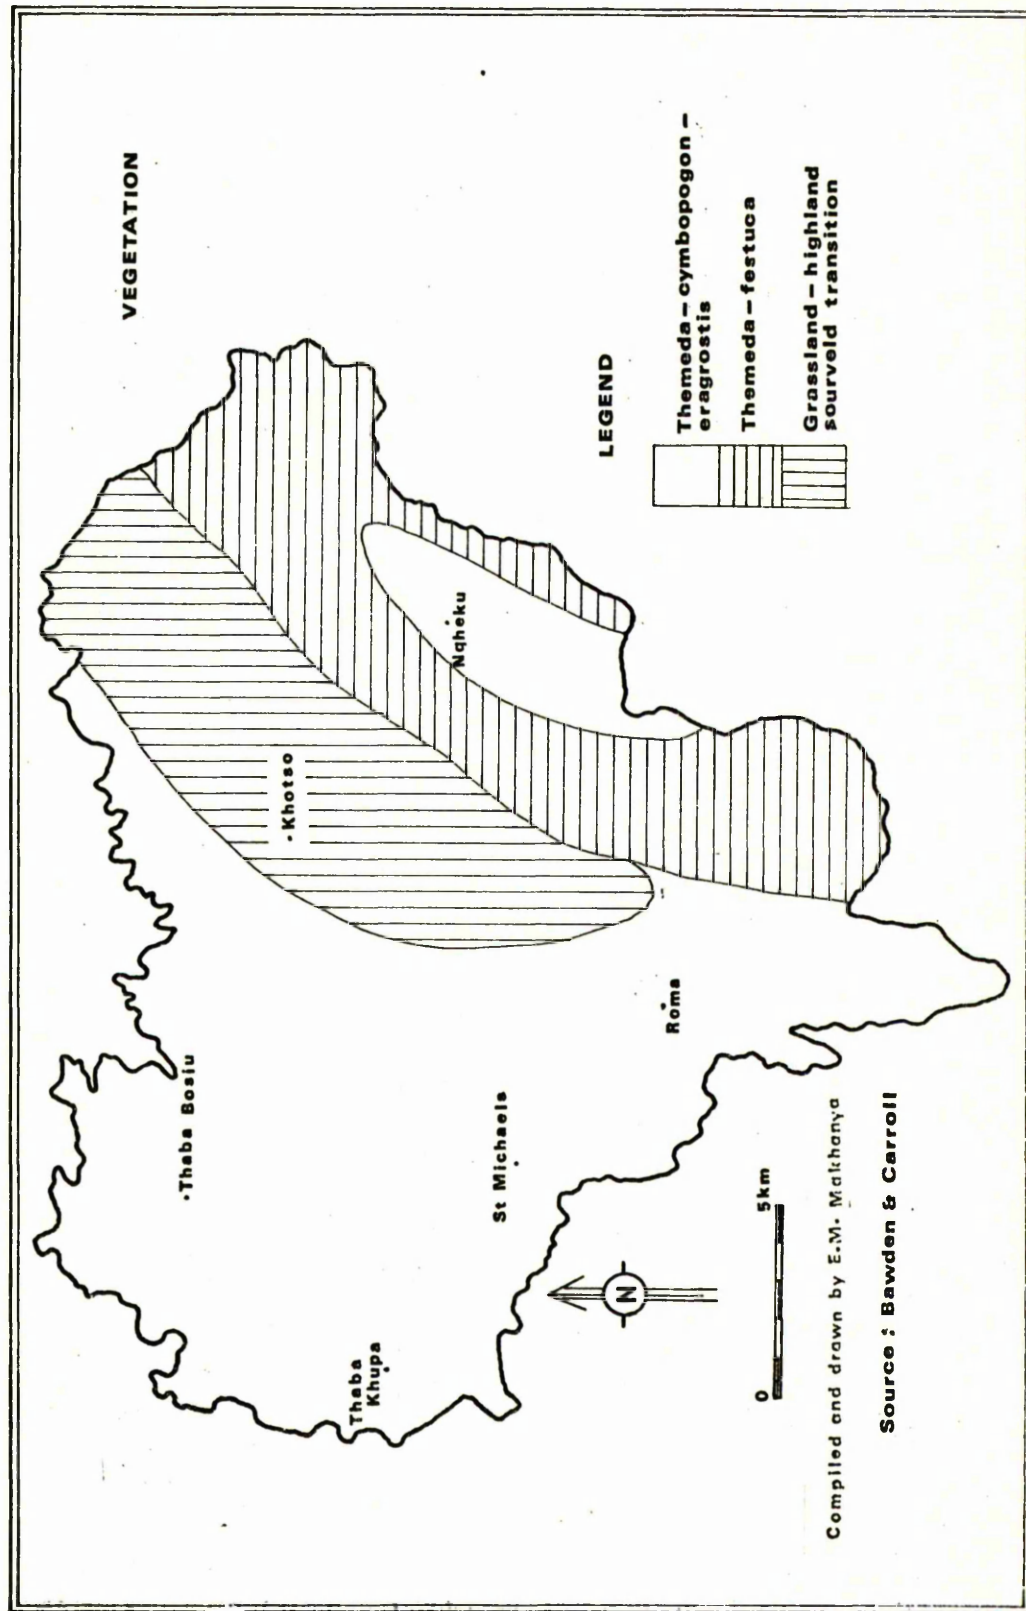 VEGETATION
Khotso
Nqheku
Thaba Bosiu
St Michaels
Roma
Thaba
Khupa
N
LEGEND
Themeda–cymbopogon–
eragrostis
Themeda–festuca
Grassland–highland
sourveld transition
0 5km
Compiled and drawn by E.M. Makhanya
Source: Bawden & Carroll